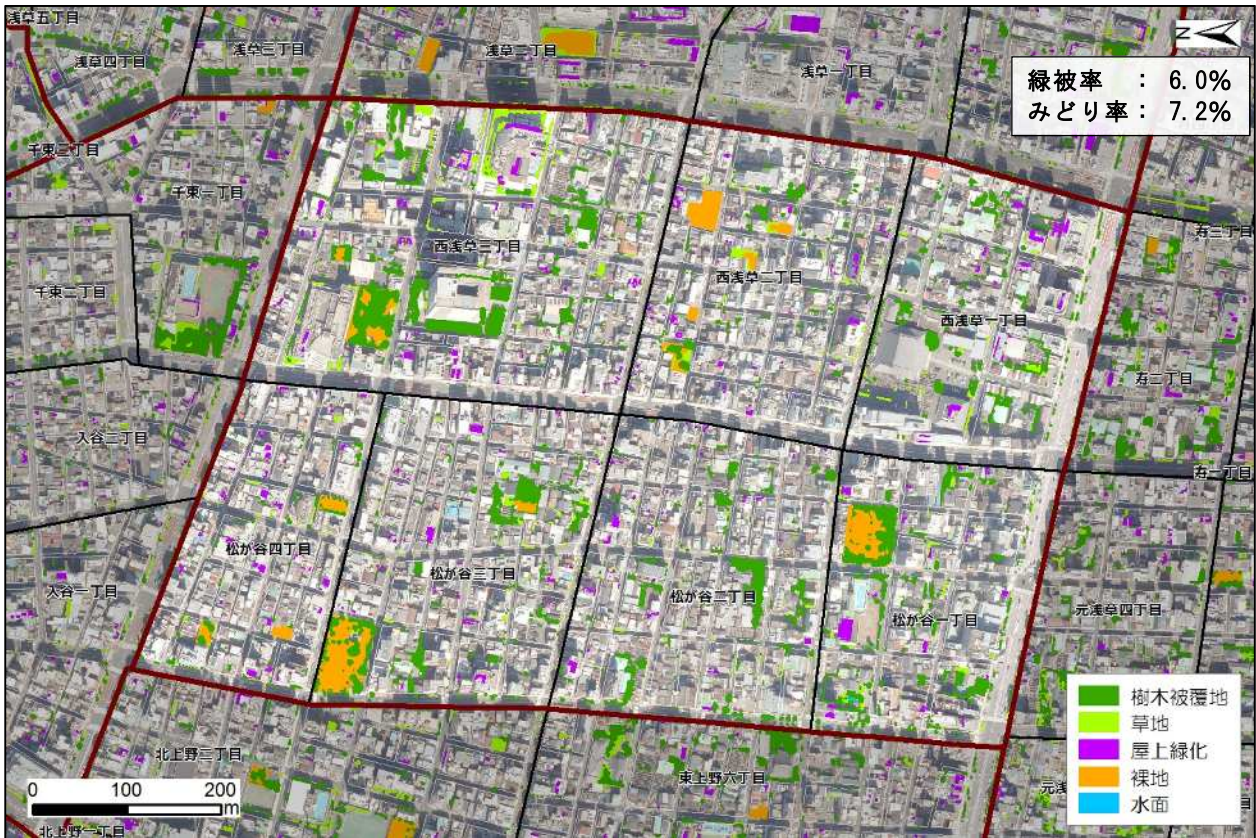 浅草五丁目
浅草四丁目
浅草三丁目
浅草二丁目
浅草一丁目
N
緑被率 : 6.0%
みどり率 : 7.2%
千束三丁目
千束一丁目
千束二丁目
西浅草三丁目
西浅草二丁目
西浅草一丁目
寿三丁目
寿二丁目
寿一丁目
入谷二丁目
入谷一丁目
松が谷四丁目
松が谷三丁目
松が谷二丁目
松が谷一丁目
元浅草四丁目
北上野二丁目
東上野六丁目
元浅
北上野一丁目
樹木被覆地
草地
屋上緑化
裸地
水面
0 100 200
m